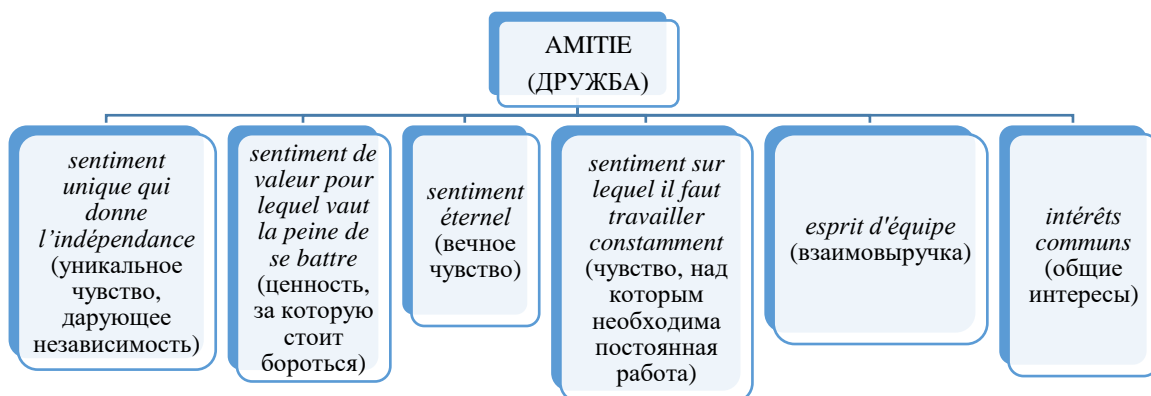 AMITIE
(ДРУЖБА)
sentiment
unique qui
donne
l’indépendance
(уникальное
чувство,
дарующее
независимость)
sentiment de
valeur pour
lequel vaut
la peine de
se battre
(ценность,
за которую
стоит
бороться)
sentiment
éternel
(вечное
чувство)
sentiment sur
lequel il faut
travailler
constamment
(чувство, над
которым
необходима
постоянная
работа)
esprit d'équipe
(взаимовыручка)
intérêts
communs
(общие
интересы)